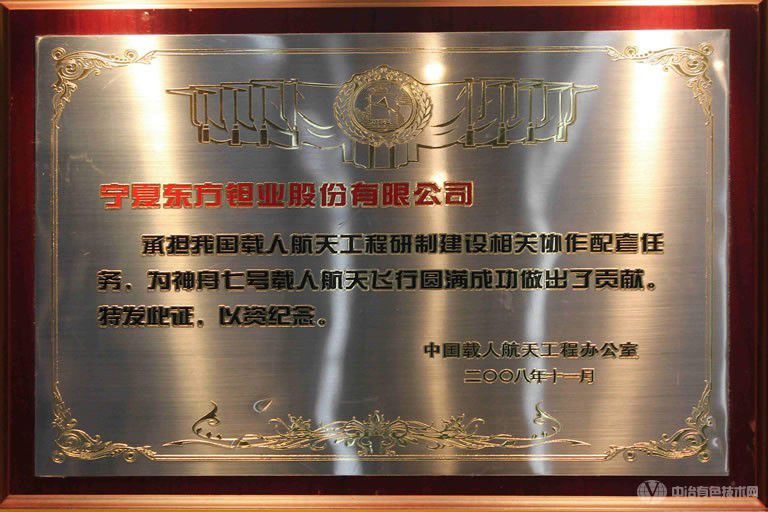 宁夏东方钽业股份有限公司
承担我国载人航天工程研制建设相关协作配套任
务，为神舟七号载人航天飞行圆满成功做出了贡献。
特发此证，以资纪念。
中国载人航天工程办公室
二〇〇八年十一月
中冶有色技术网